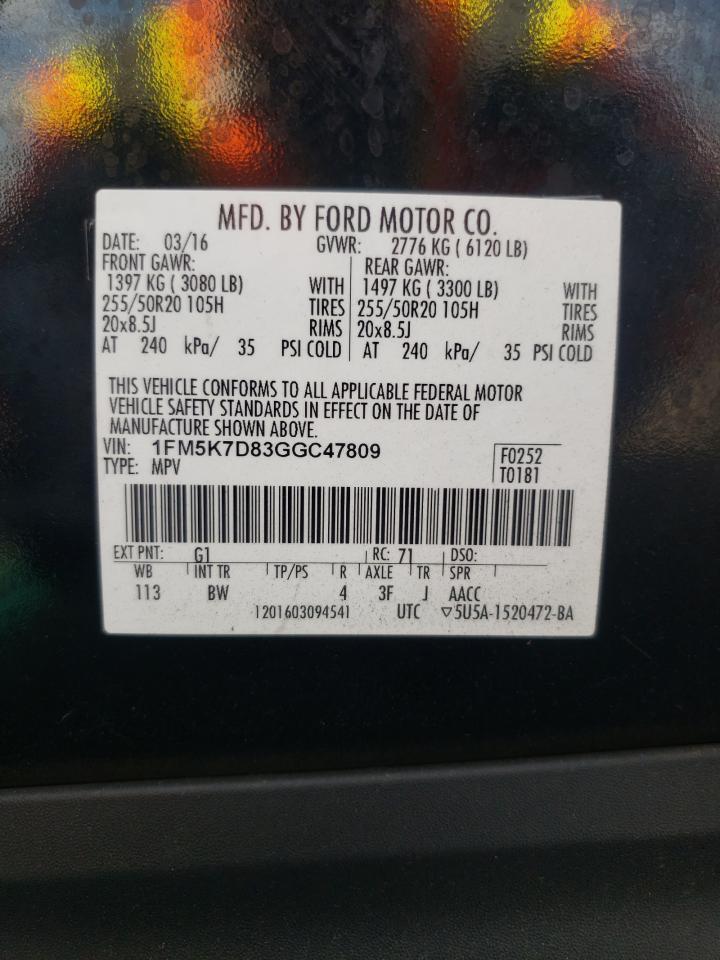 MFD. BY FORD MOTOR CO.
DATE: 03/16 GVWR: 2776 KG ( 6120 LB)
FRONT GAWR: REAR GAWR:
1397 KG ( 3080 LB) WITH 1497 KG ( 3300 LB) WITH
255/50R20 105H TIRES 255/50R20 105H TIRES
20x8.5J RIMS 20x8.5J RIMS
AT 240 kPa/ 35 PSI COLD AT 240 kPa/ 35 PSI COLD
THIS VEHICLE CONFORMS TO ALL APPLICABLE FEDERAL MOTOR
VEHICLE SAFETY STANDARDS IN EFFECT ON THE DATE OF
MANUFACTURE SHOWN ABOVE.
VIN: 1FM5K7D83GGC47809 F0252
TYPE: MPV T0181
EXT PNT: G1 RC: 71 DSO:
WB INT TR TP/PS R AXLE TR SPR
113 BW 4 3F J AACC
1201603094541 UTC ▽5U5A-1520472-BA